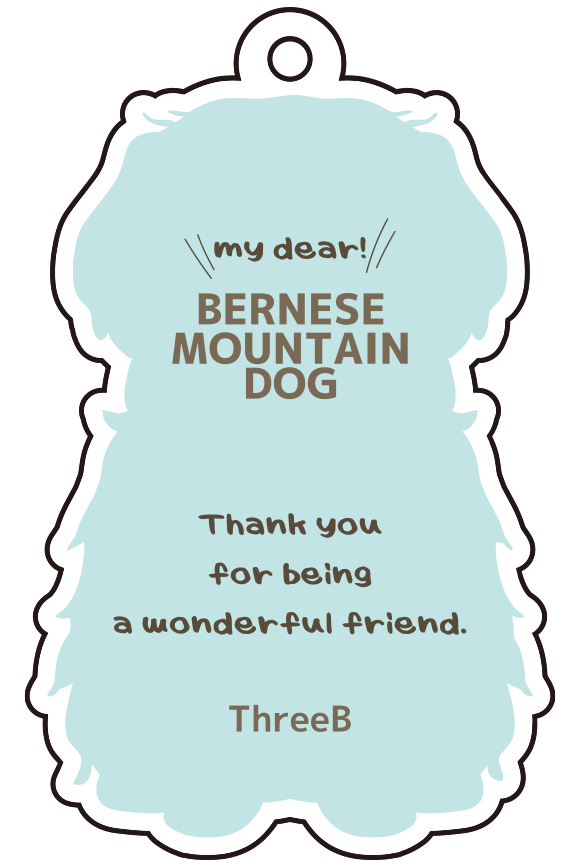 my dear!
BERNESE
MOUNTAIN
DOG
Thank you
for being
a wonderful friend.
ThreeB